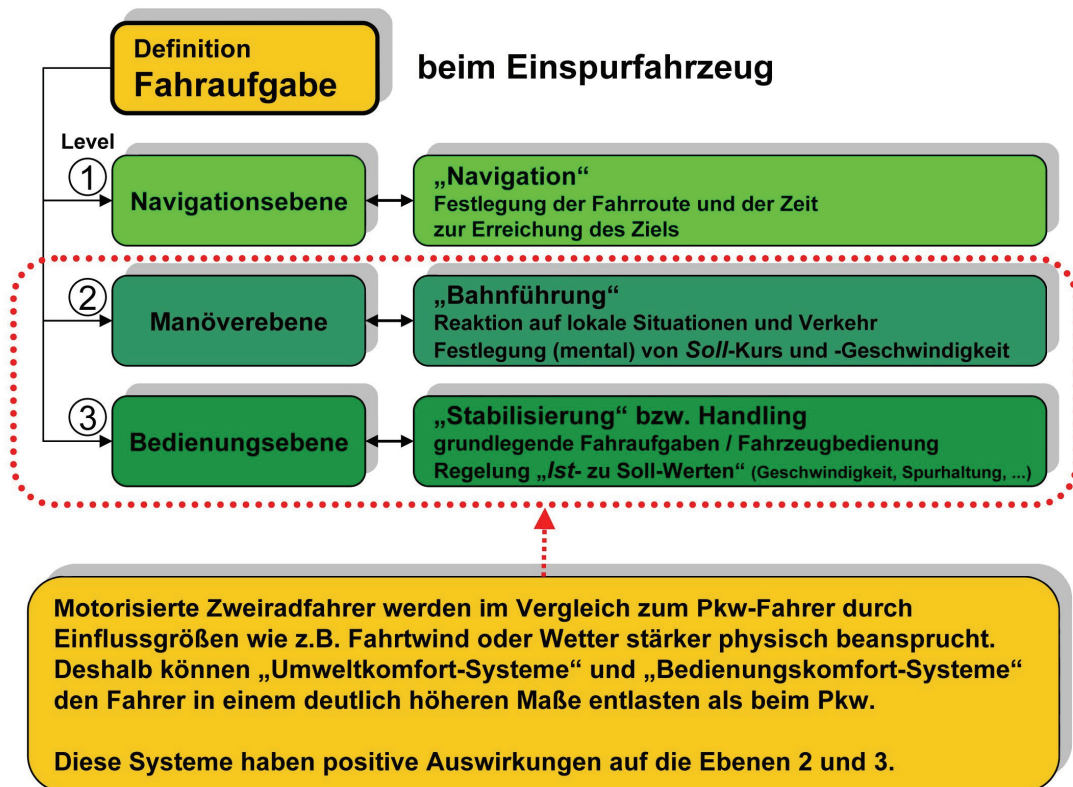 Definition
Fahraufgabe
beim Einspurfahrzeug
Level
1
Navigationsebene
„Navigation“
Festlegung der Fahrroute und der Zeit
zur Erreichung des Ziels
2
Manöverebene
„Bahnführung“
Reaktion auf lokale Situationen und Verkehr
Festlegung (mental) von Soll-Kurs und -Geschwindigkeit
3
Bedienungsebene
„Stabilisierung“ bzw. Handling
grundlegende Fahraufgaben / Fahrzeugbedienung
Regelung „Ist- zu Soll-Werten“ (Geschwindigkeit, Spurhaltung, ...)
Motorisierte Zweiradfahrer werden im Vergleich zum Pkw-Fahrer durch
Einflussgrößen wie z.B. Fahrtwind oder Wetter stärker physisch beansprucht.
Deshalb können „Umweltkomfort-Systeme“ und „Bedienungskomfort-Systeme“
den Fahrer in einem deutlich höheren Maße entlasten als beim Pkw.
Diese Systeme haben positive Auswirkungen auf die Ebenen 2 und 3.